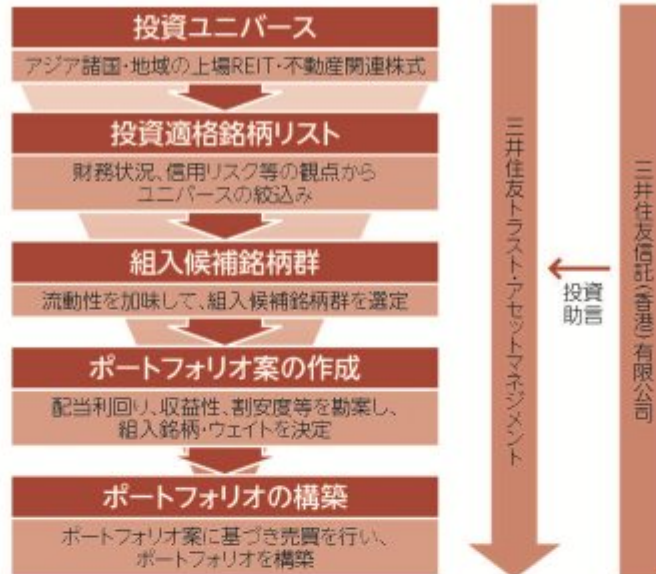 投資ユニバース
アジア諸国・地域の上場REIT・不動産関連株式
投資適格銘柄リスト
財務状況、信用リスク等の観点から
ユニバースの絞込み
組入候補銘柄群
流動性を加味して、組入候補銘柄群を選定
ポートフォリオ案の作成
配当利回り、収益性、割安度等を勘案し、
組入銘柄・ウェイトを決定
ポートフォリオの構築
ポートフォリオ案に基づき売買を行い、
ポートフォリオを構築
三井住友トラスト・アセットマネジメント
投資
助言
三井住友信託(香港)有限公司